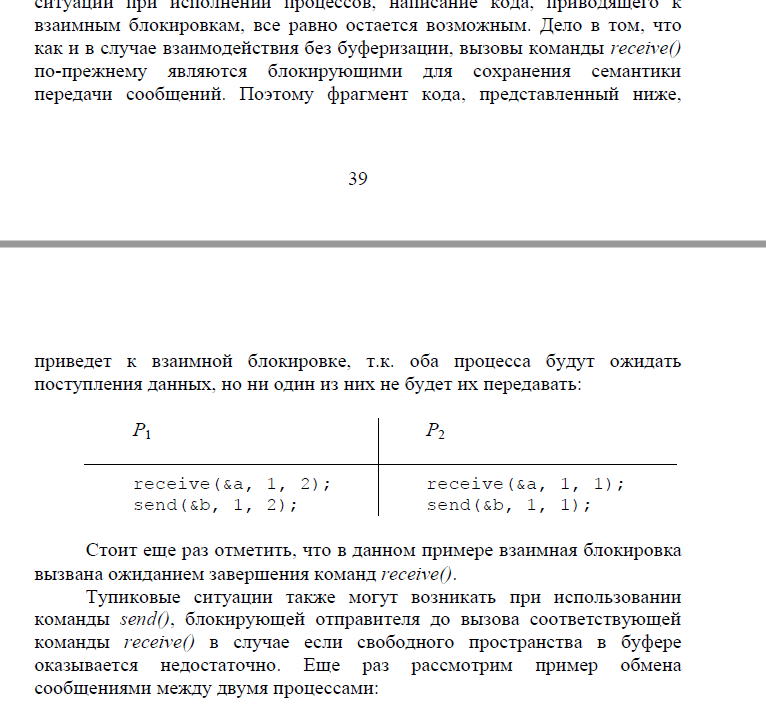 ситуации при исполнении процессов, написание кода, приводящего к
взаимным блокировкам, все равно остается возможным. Дело в том, что
как и в случае взаимодействия без буферизации, вызовы команды receive()
по-прежнему являются блокирующими для сохранения семантики
передачи сообщений. Поэтому фрагмент кода, представленный ниже,
39
приведет к взаимной блокировке, т.к. оба процесса будут ожидать
поступления данных, но ни один из них не будет их передавать:
P1 P2
receive(&a, 1, 2); receive(&a, 1, 1);
send(&b, 1, 2); send(&b, 1, 1);
Стоит еще раз отметить, что в данном примере взаимная блокировка
вызвана ожиданием завершения команд receive().
Тупиковые ситуации также могут возникать при использовании
команды send(), блокирующей отправителя до вызова соответствующей
команды receive() в случае если свободного пространства в буфере
оказывается недостаточно. Еще раз рассмотрим пример обмена
сообщениями между двумя процессами: